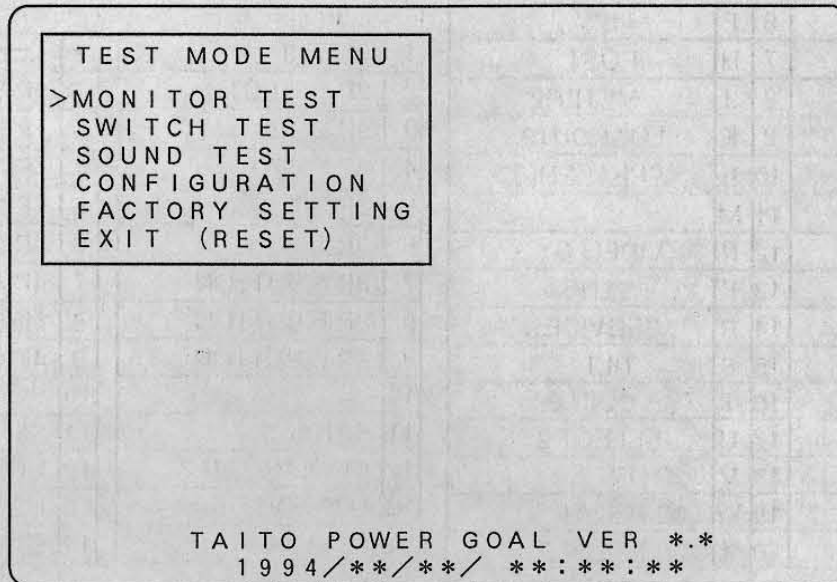 TEST MODE MENU
>MONITOR TEST
SWITCH TEST
SOUND TEST
CONFIGURATION
FACTORY SETTING
EXIT (RESET)
TAITO POWER GOAL VER *.*
1994/**/**/ **:**:**